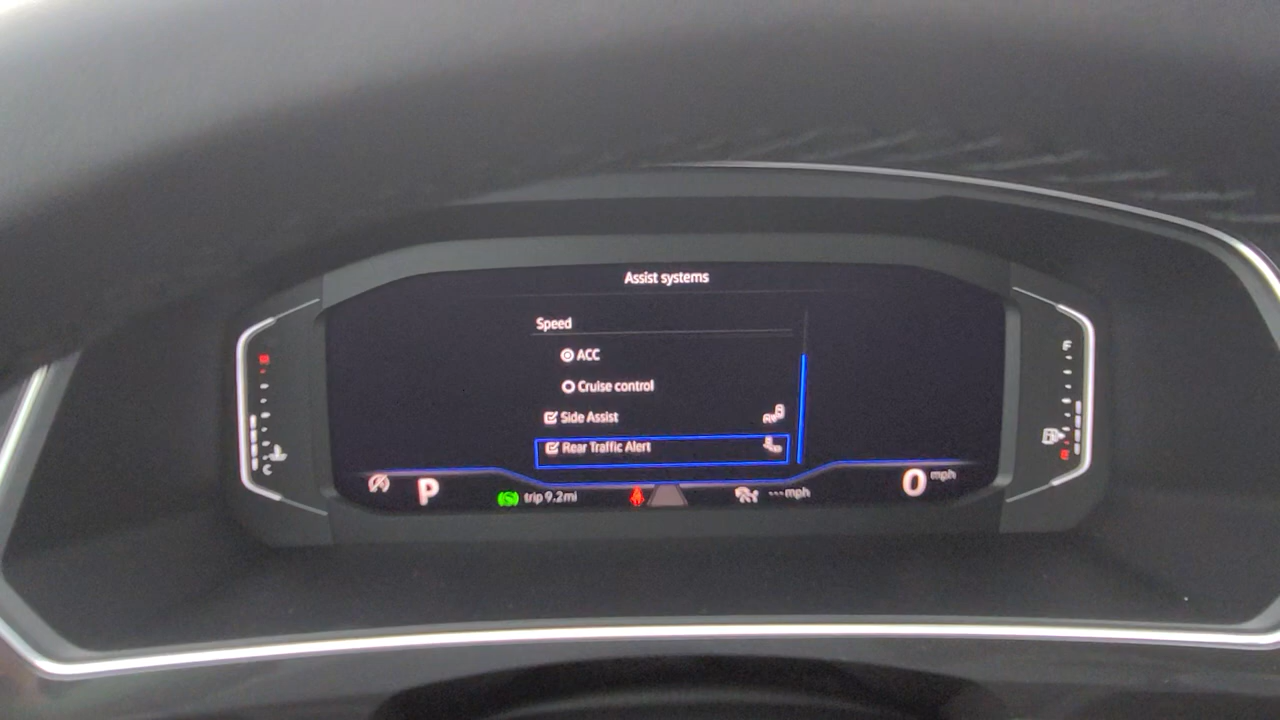 Assist systems
Speed
ACC
Cruise control
Side Assist
Rear Traffic Alert
F
E
C
P
trip 9.2mi
---mph
0 mph